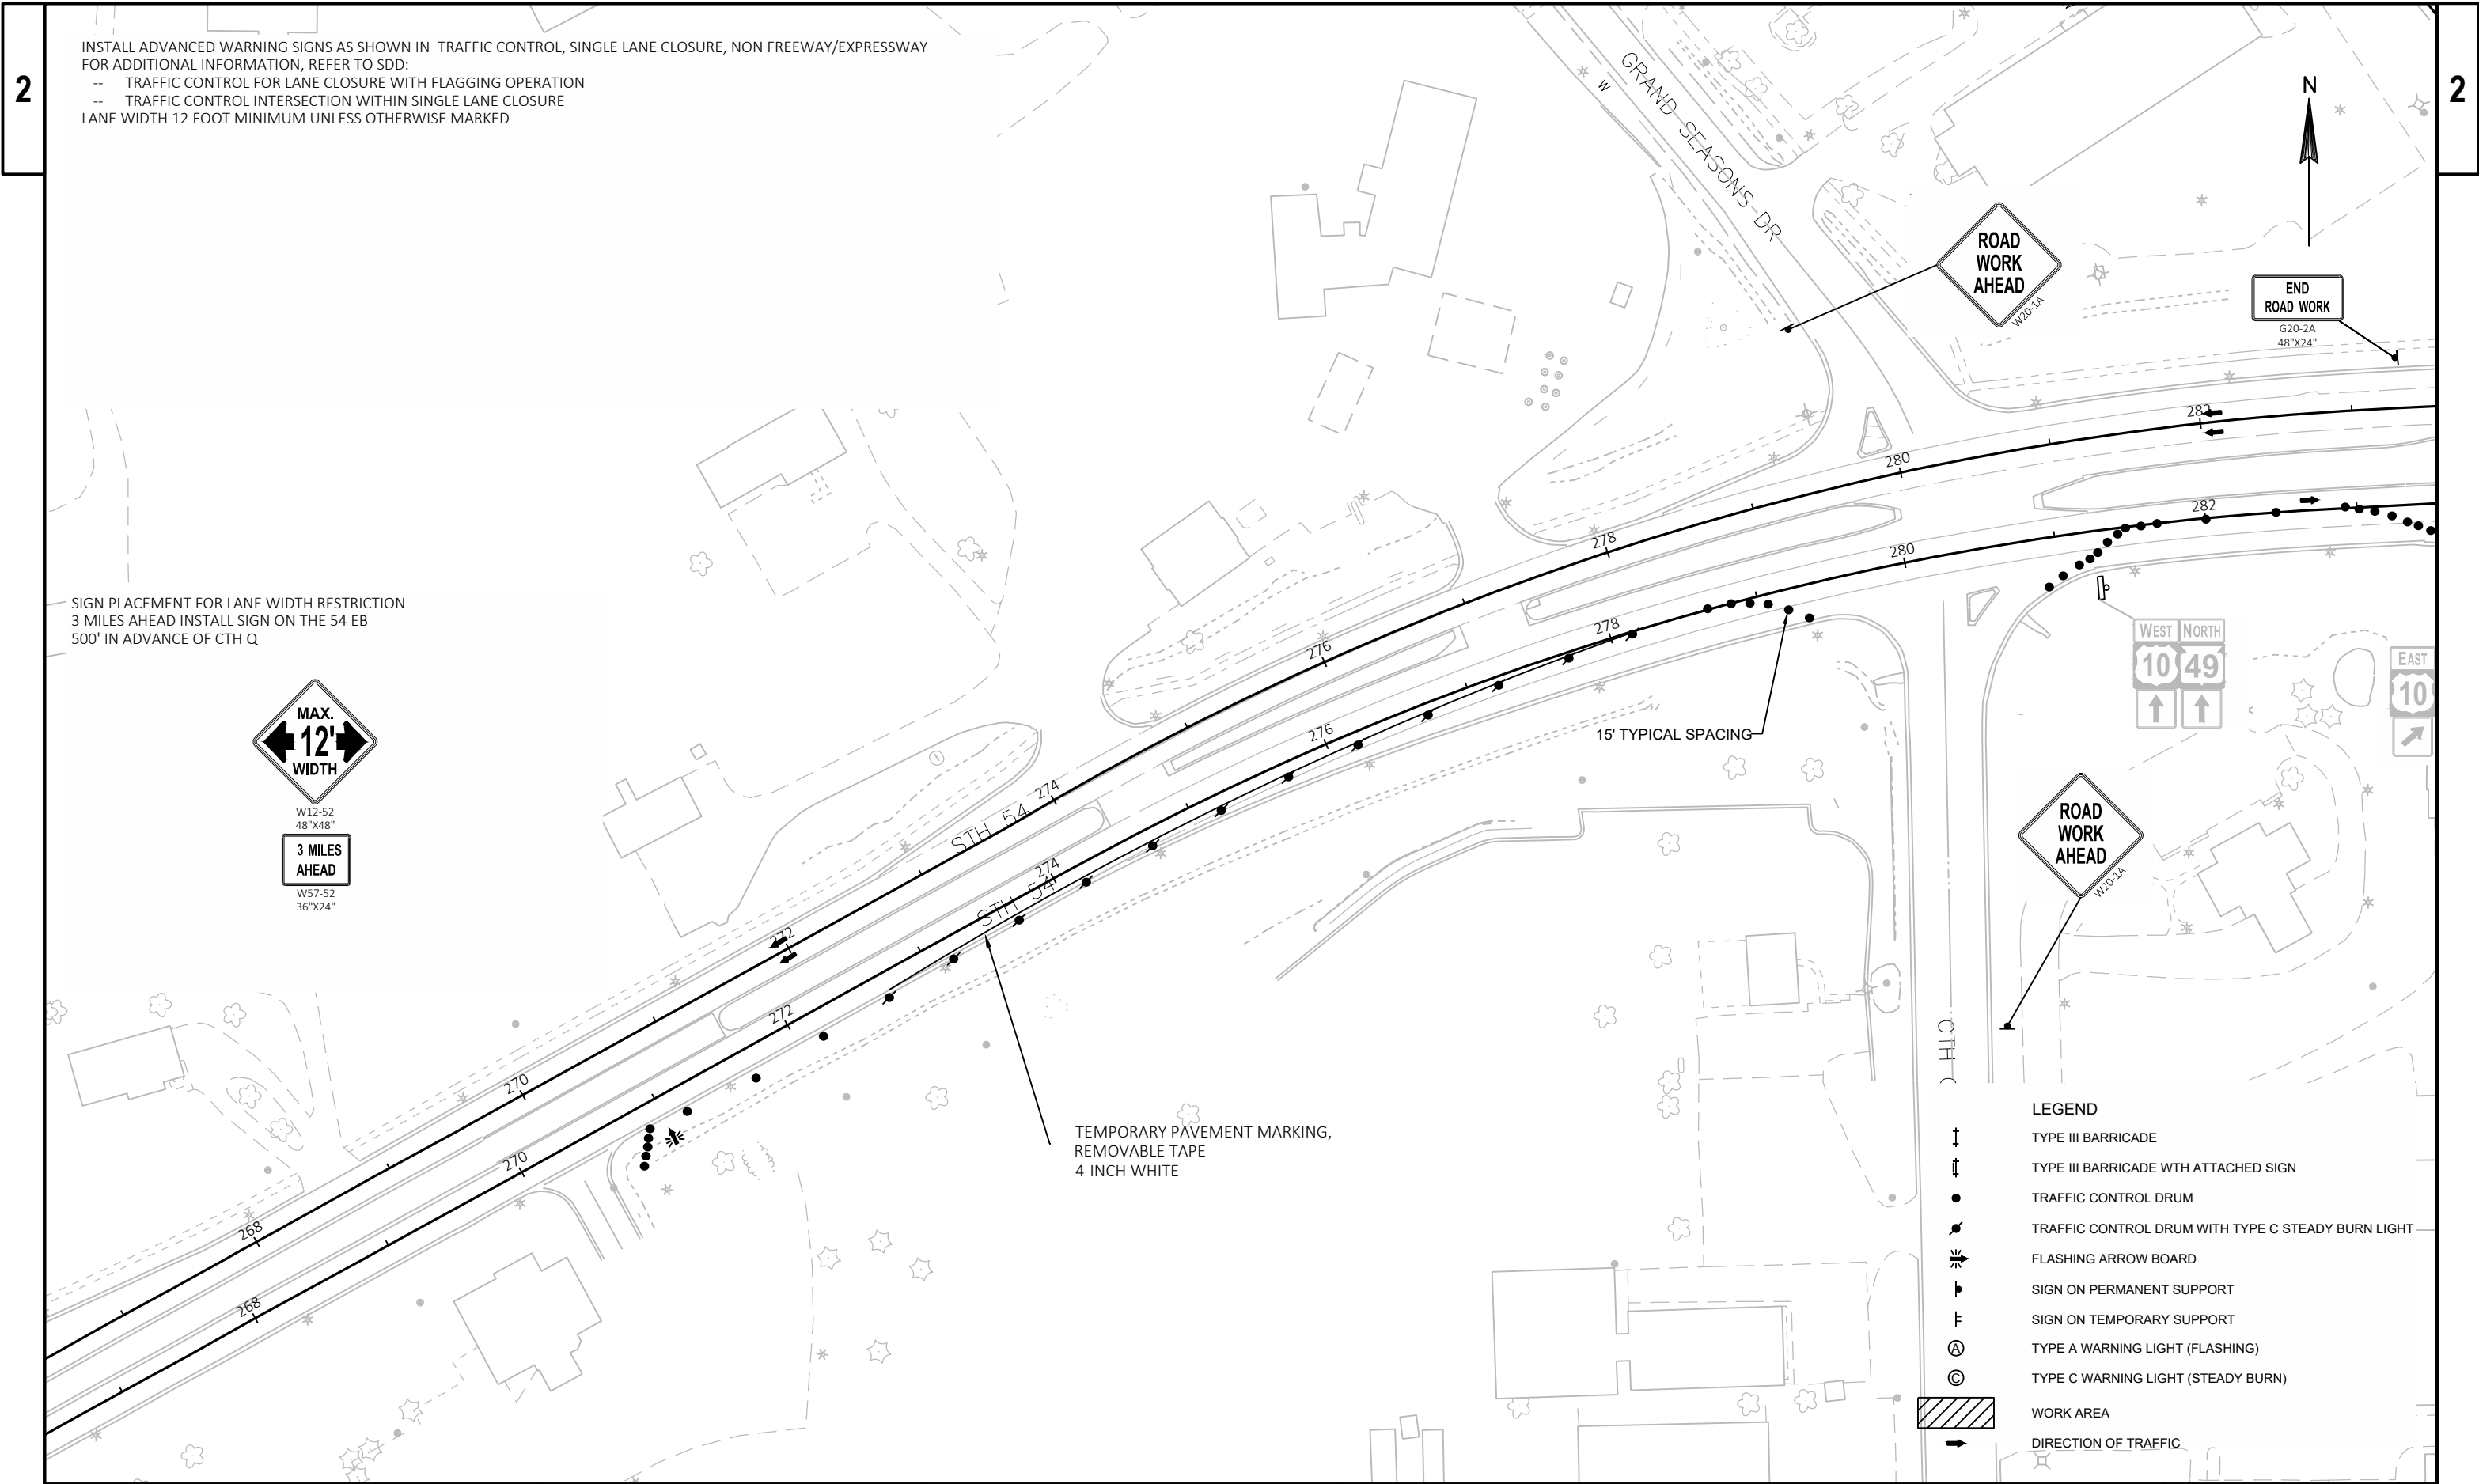 2
2
INSTALL ADVANCED WARNING SIGNS AS SHOWN IN TRAFFIC CONTROL, SINGLE LANE CLOSURE, NON FREEWAY/EXPRESSWAY
FOR ADDITIONAL INFORMATION, REFER TO SDD:
-- TRAFFIC CONTROL FOR LANE CLOSURE WITH FLAGGING OPERATION
-- TRAFFIC CONTROL INTERSECTION WITHIN SINGLE LANE CLOSURE
LANE WIDTH 12 FOOT MINIMUM UNLESS OTHERWISE MARKED
W
GRAND SEASONS DR
N
ROAD
WORK
AHEAD
W20-1A
END
ROAD WORK
G20-2A
48"X24"
282
280
278
276
274
STH 54
272
270
268
282
280
278
276
274
STH 54
272
270
268
SIGN PLACEMENT FOR LANE WIDTH RESTRICTION
3 MILES AHEAD INSTALL SIGN ON THE 54 EB
500' IN ADVANCE OF CTH Q
MAX.
12'
WIDTH
W12-52
48"X48"
3 MILES
AHEAD
W57-52
36"X24"
15' TYPICAL SPACING
WEST NORTH
10 49
EAST
10
ROAD
WORK
AHEAD
W20-1A
CTH
TEMPORARY PAVEMENT MARKING,
REMOVABLE TAPE
4-INCH WHITE
LEGEND
TYPE III BARRICADE
TYPE III BARRICADE WTH ATTACHED SIGN
TRAFFIC CONTROL DRUM
TRAFFIC CONTROL DRUM WITH TYPE C STEADY BURN LIGHT
FLASHING ARROW BOARD
SIGN ON PERMANENT SUPPORT
SIGN ON TEMPORARY SUPPORT
A TYPE A WARNING LIGHT (FLASHING)
C TYPE C WARNING LIGHT (STEADY BURN)
WORK AREA
DIRECTION OF TRAFFIC